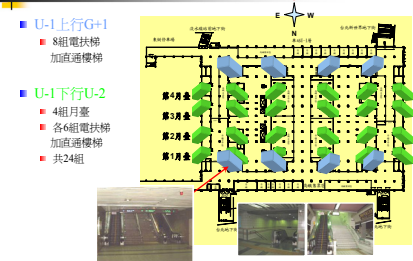 U-1上行G+1
8組電扶梯
加直通樓梯
U-1下行U-2
4組月臺
各6組電扶梯
加直通樓梯
共24組
E W
N
第4月臺
第3月臺
第2月臺
第1月臺